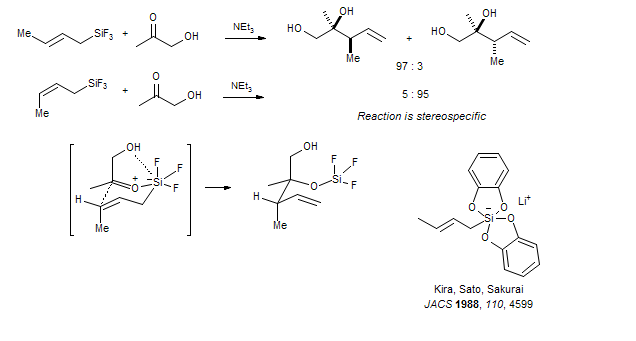 Me SiF3 + O OH NEt3 HO OH Me + HO OH Me
97 : 3
SiF3 Me + O OH NEt3 5 : 95
Reaction is stereospecific
OH F F + O Si F H Me
OH F F O Si F H Me
O O Li+
Si O
O
Kira, Sato, Sakurai
JACS 1988, 110, 4599